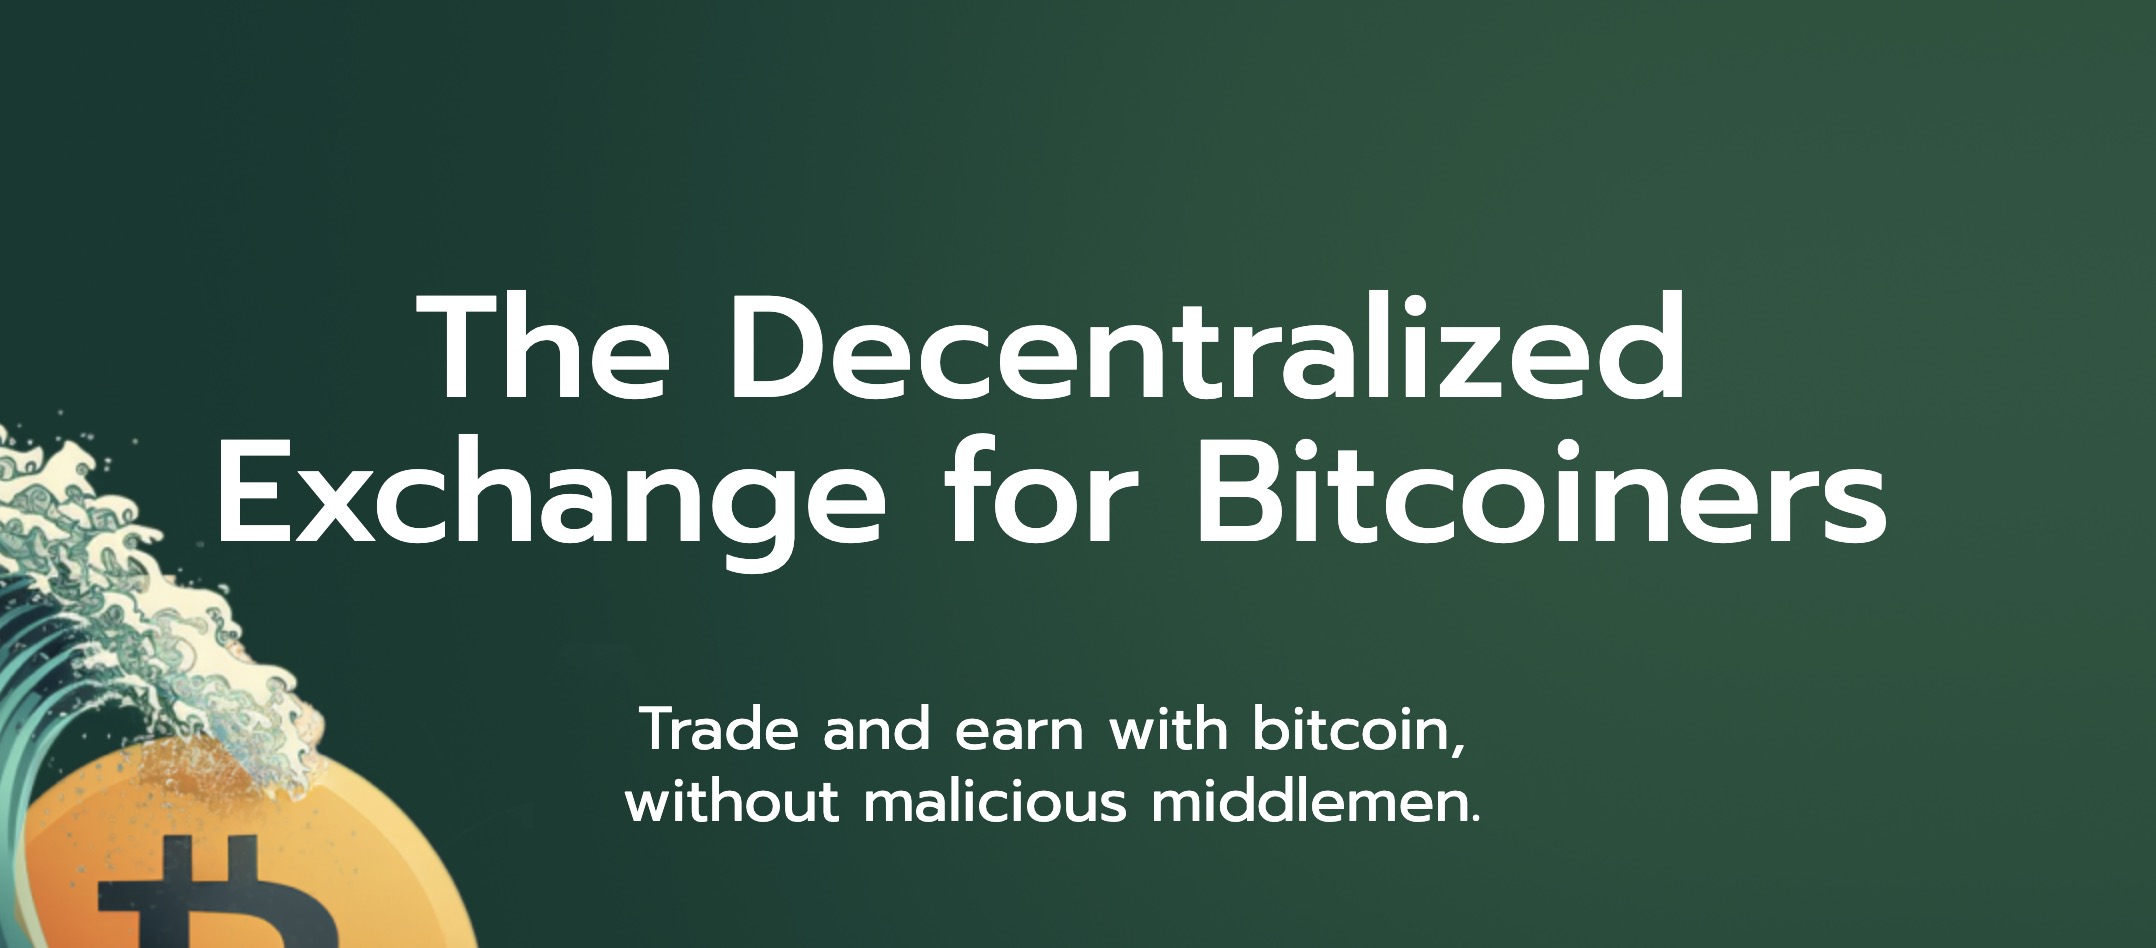 The Decentralized
Exchange for Bitcoiners
Trade and earn with bitcoin,
without malicious middlemen.